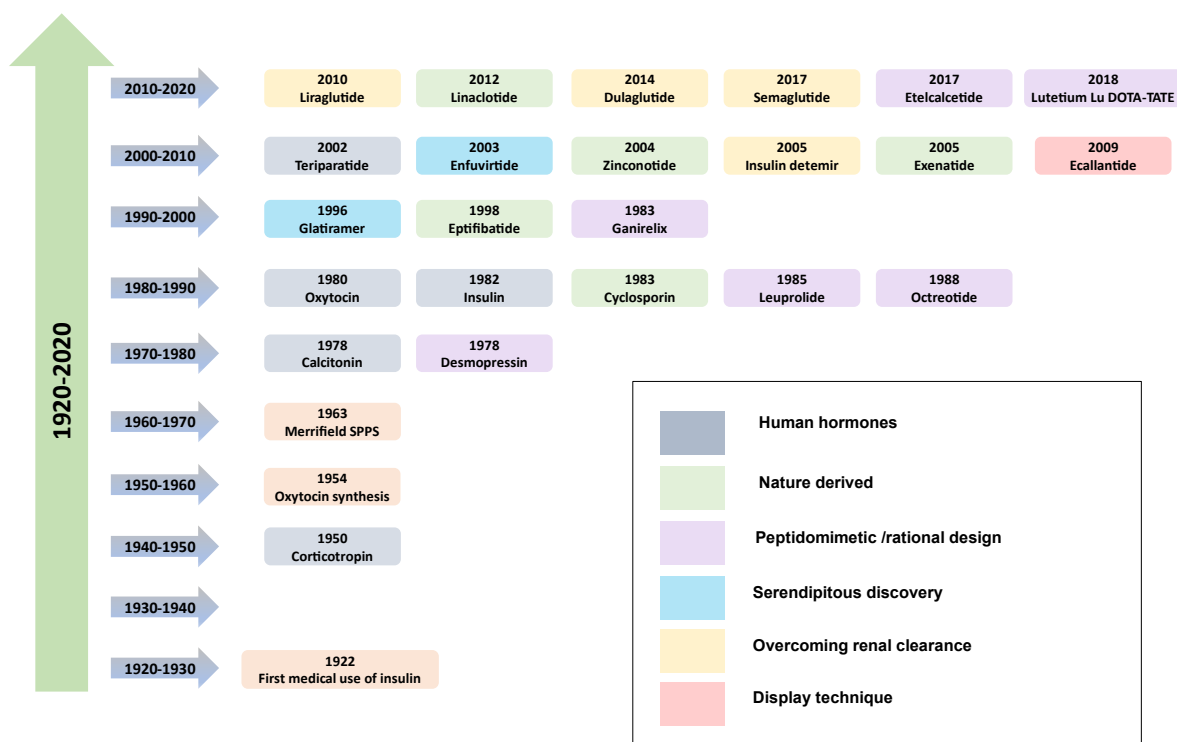 1920-2020
2010-2020
2010
Liraglutide
2012
Linaclotide
2014
Dulaglutide
2017
Semaglutide
2017
Etelcalcetide
2018
Lutetium Lu DOTA-TATE
2000-2010
2002
Teriparatide
2003
Enfuvirtide
2004
Zinconotide
2005
Insulin detemir
2005
Exenatide
2009
Ecallantide
1990-2000
1996
Glatiramer
1998
Eptifibatide
1983
Ganirelix
1980-1990
1980
Oxytocin
1982
Insulin
1983
Cyclosporin
1985
Leuprolide
1988
Octreotide
1970-1980
1978
Calcitonin
1978
Desmopressin
1960-1970
1963
Merrifield SPPS
1950-1960
1954
Oxytocin synthesis
1940-1950
1950
Corticotropin
1930-1940
1920-1930
1922
First medical use of insulin
Human hormones
Nature derived
Peptidomimetic /rational design
Serendipitous discovery
Overcoming renal clearance
Display technique